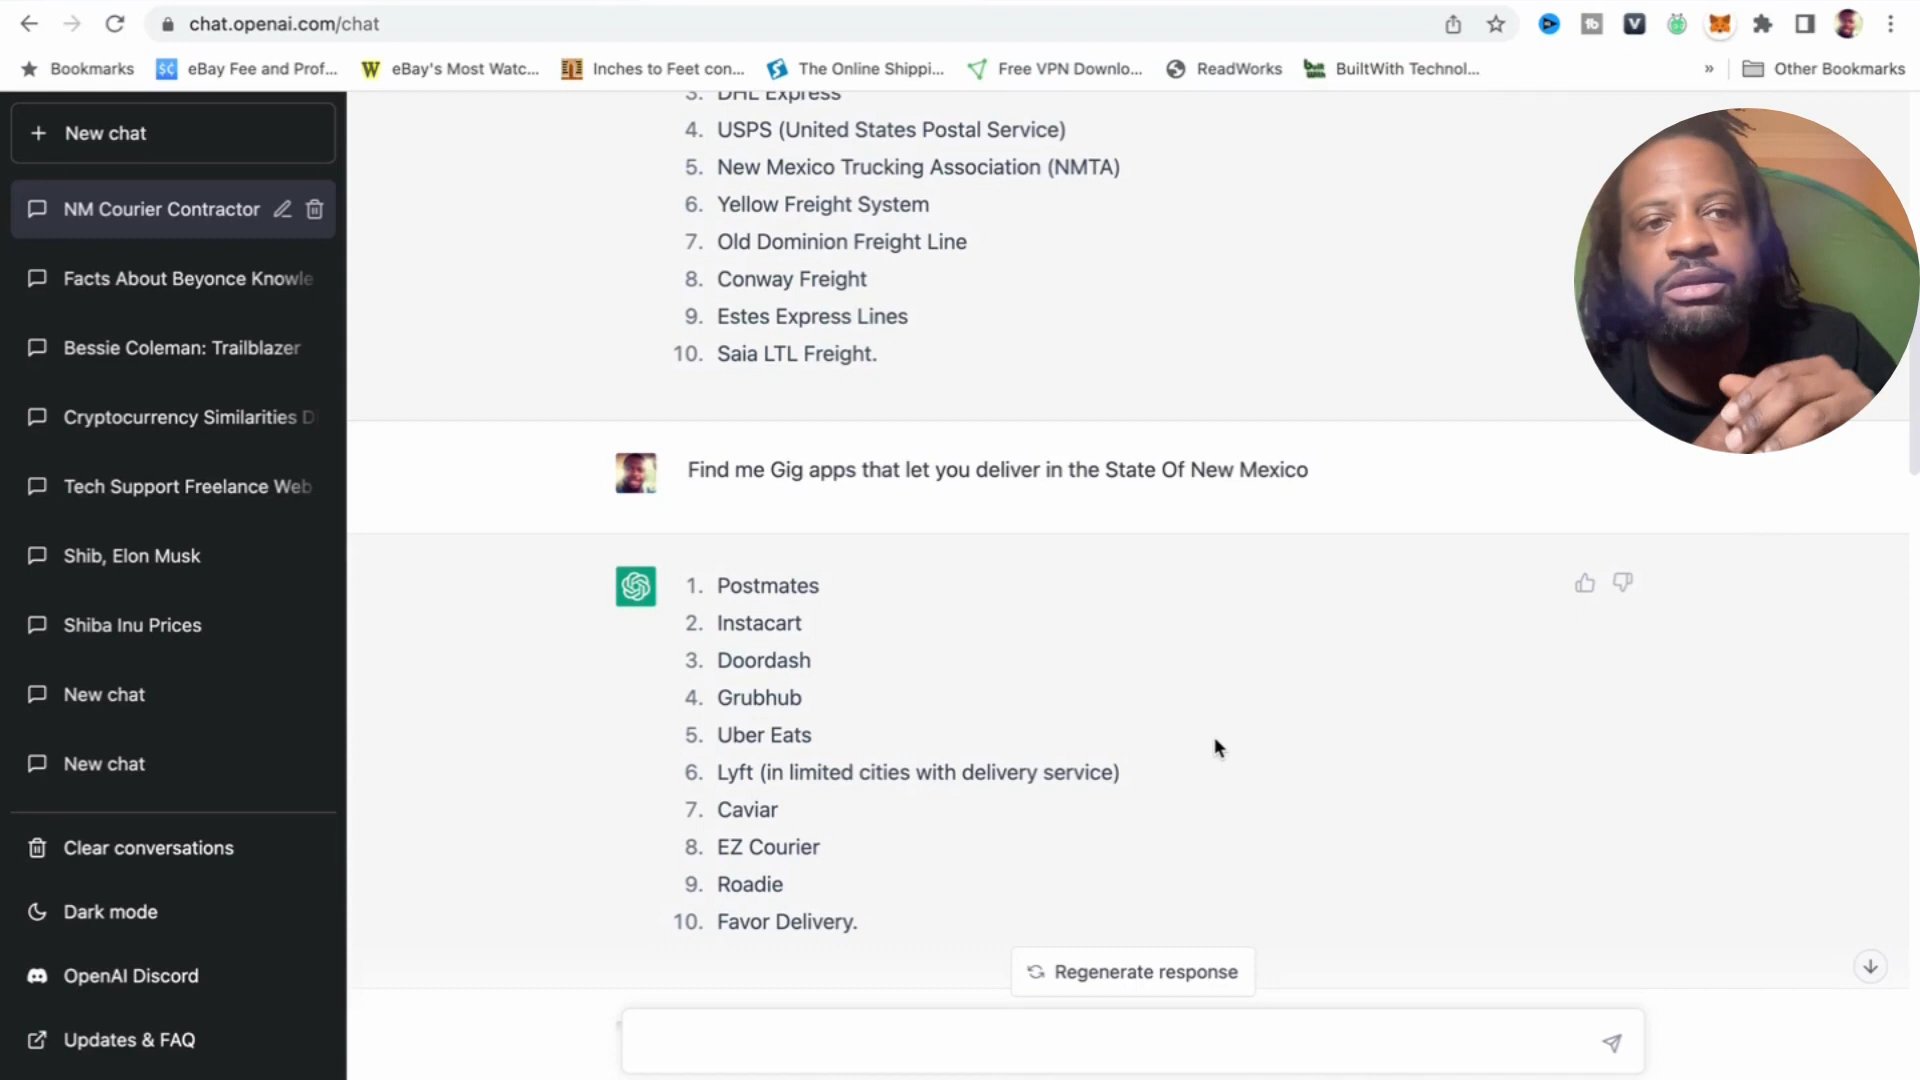 chat.openai.com/chat
Bookmarks
eBay Fee and Prof...
eBay's Most Watc...
Inches to Feet con...
The Online Shippi...
Free VPN Downlo...
ReadWorks
BuiltWith Technol...
»
Other Bookmarks
+ New chat
NM Courier Contractor
Facts About Beyonce Knowle
Bessie Coleman: Trailblazer
Cryptocurrency Similarities D
Tech Support Freelance Web
Shib, Elon Musk
Shiba Inu Prices
New chat
New chat
Clear conversations
Dark mode
OpenAI Discord
Updates & FAQ
3. DHL Express
4. USPS (United States Postal Service)
5. New Mexico Trucking Association (NMTA)
6. Yellow Freight System
7. Old Dominion Freight Line
8. Conway Freight
9. Estes Express Lines
10. Saia LTL Freight.
Find me Gig apps that let you deliver in the State Of New Mexico
1. Postmates
2. Instacart
3. Doordash
4. Grubhub
5. Uber Eats
6. Lyft (in limited cities with delivery service)
7. Caviar
8. EZ Courier
9. Roadie
10. Favor Delivery.
Regenerate response